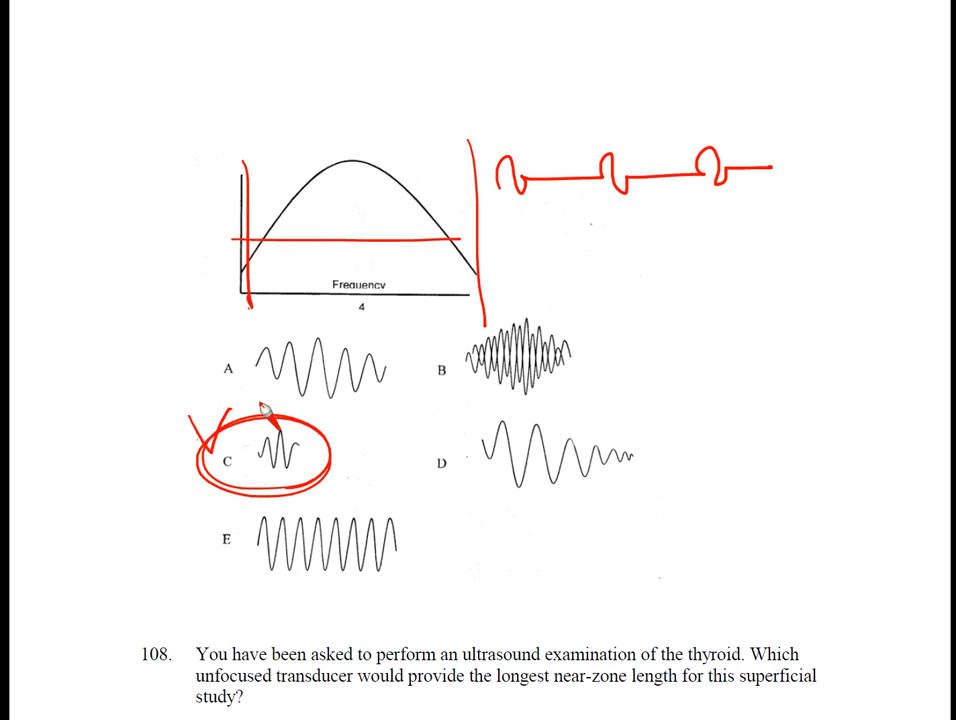 Frequency
4
A
B
C
D
E
108. You have been asked to perform an ultrasound examination of the thyroid. Which
unfocused transducer would provide the longest near-zone length for this superficial
study?